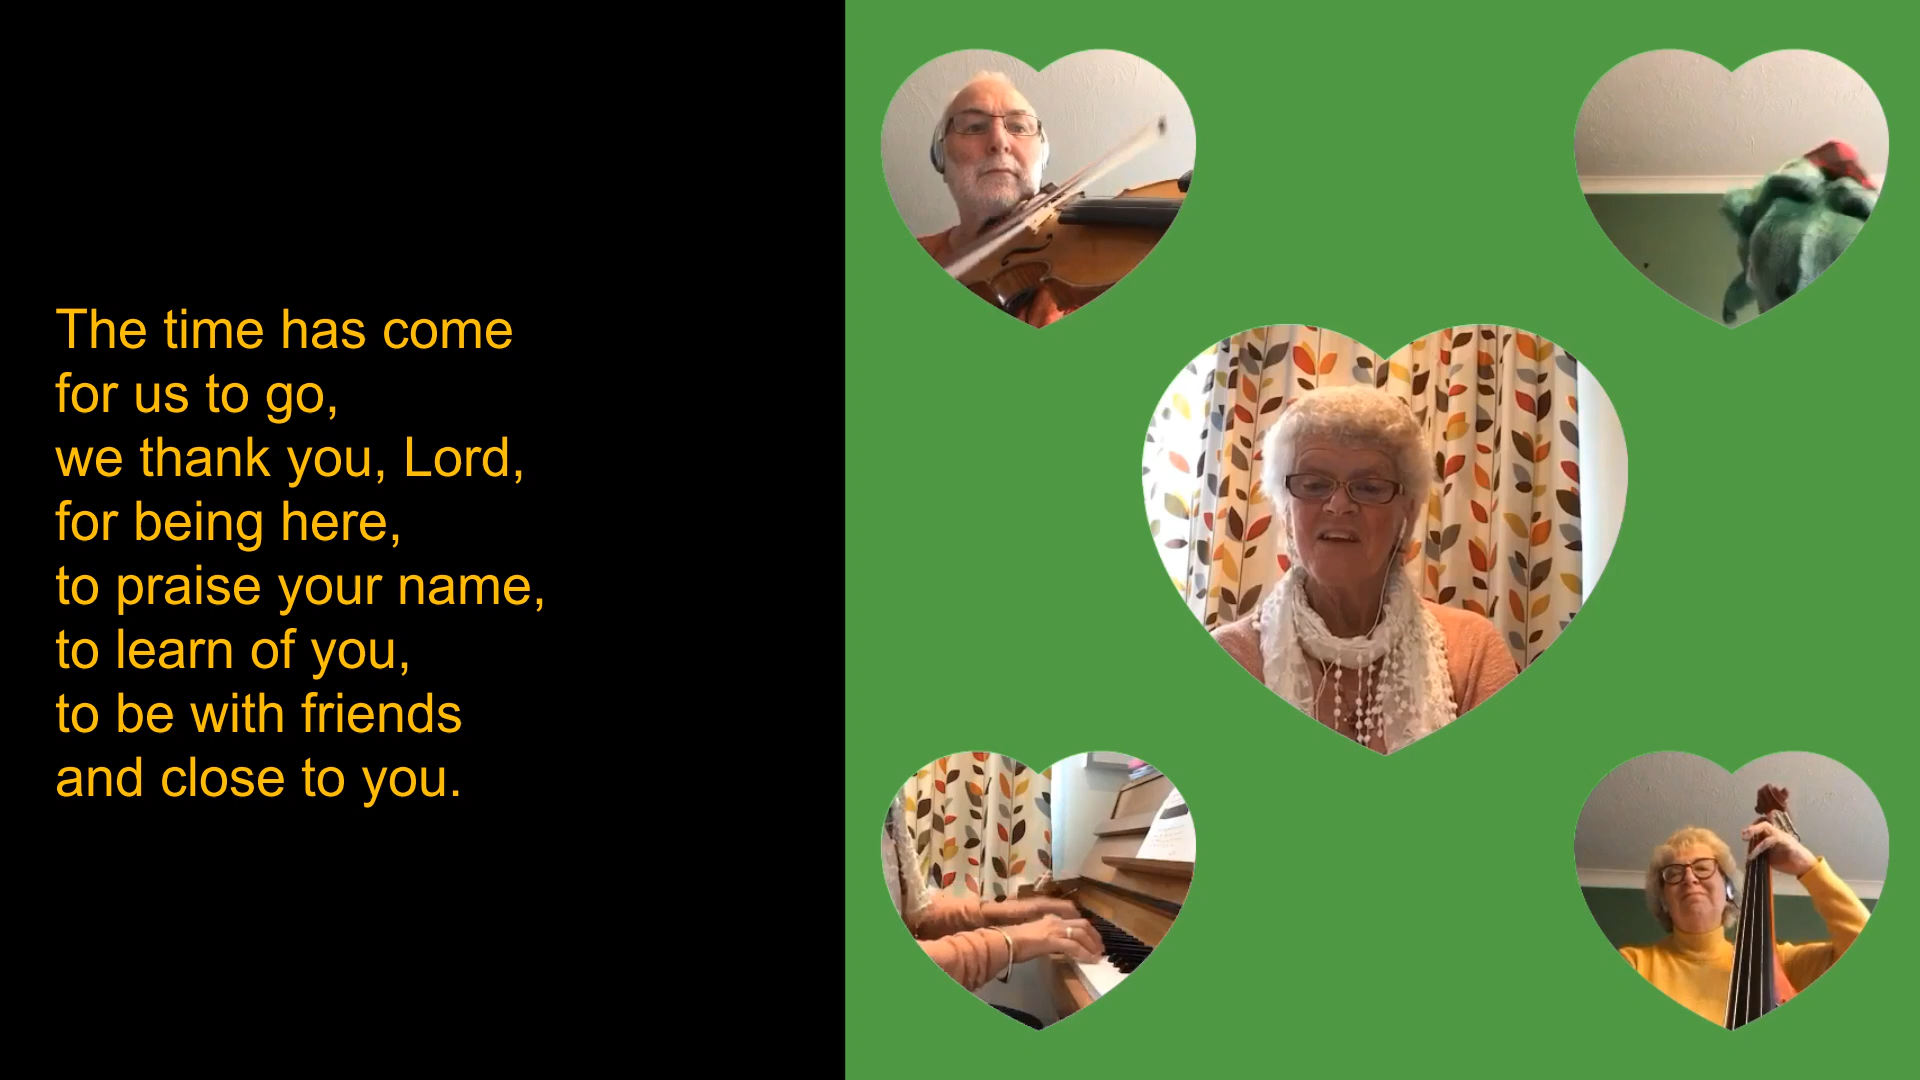 The time has come
for us to go,
we thank you, Lord,
for being here,
to praise your name,
to learn of you,
to be with friends
and close to you.